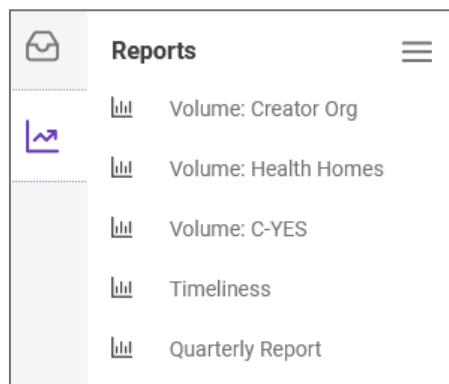 Reports
Volume: Creator Org
Volume: Health Homes
Volume: C-YES
Timeliness
Quarterly Report